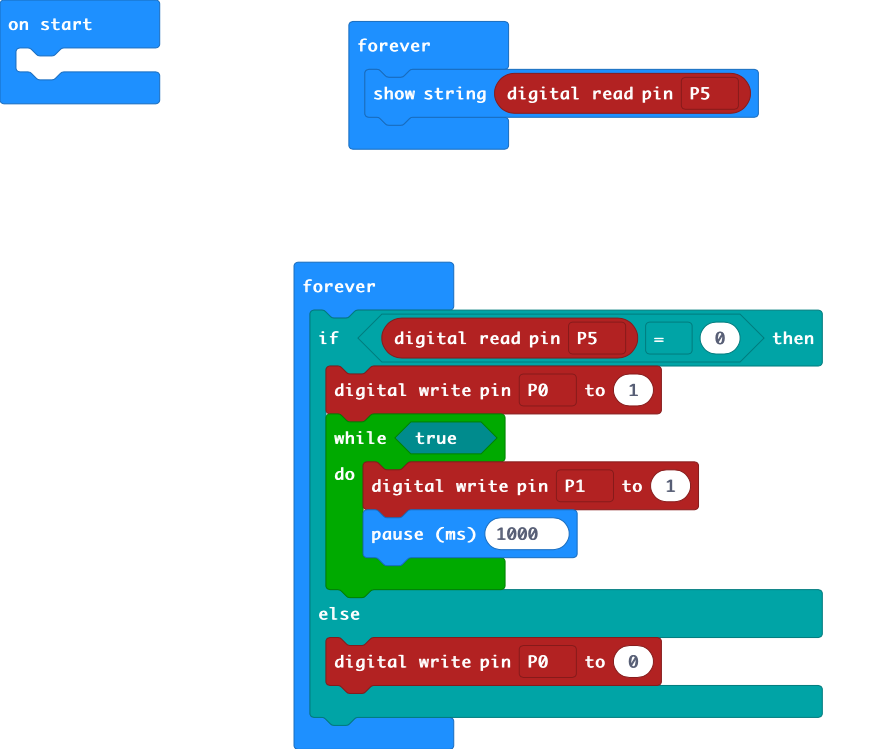 on start
forever
show string digital read pin P5
forever
if digital read pin P5 = 0 then
digital write pin P0 to 1
while true
do digital write pin P1 to 1
pause (ms) 1000
else
digital write pin P0 to 0